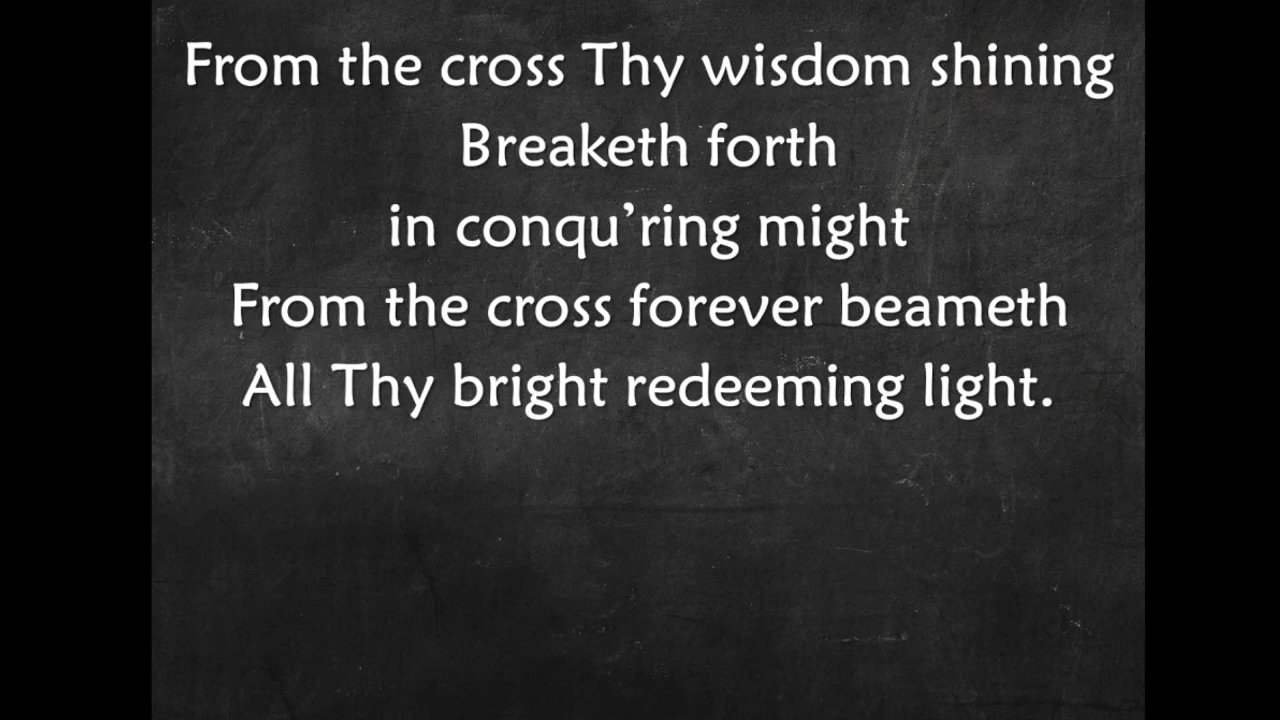 From the cross Thy wisdom shining
Breaketh forth
in conqu’ring might
From the cross forever beameth
All Thy bright redeeming light.